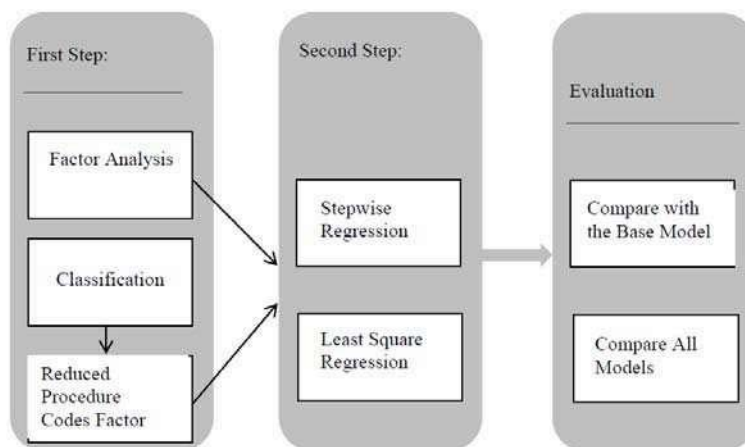 First Step:
Factor Analysis
Classification
Reduced
Procedure
Codes Factor
Second Step:
Stepwise
Regression
Least Square
Regression
Evaluation
Compare with
the Base Model
Compare All
Models